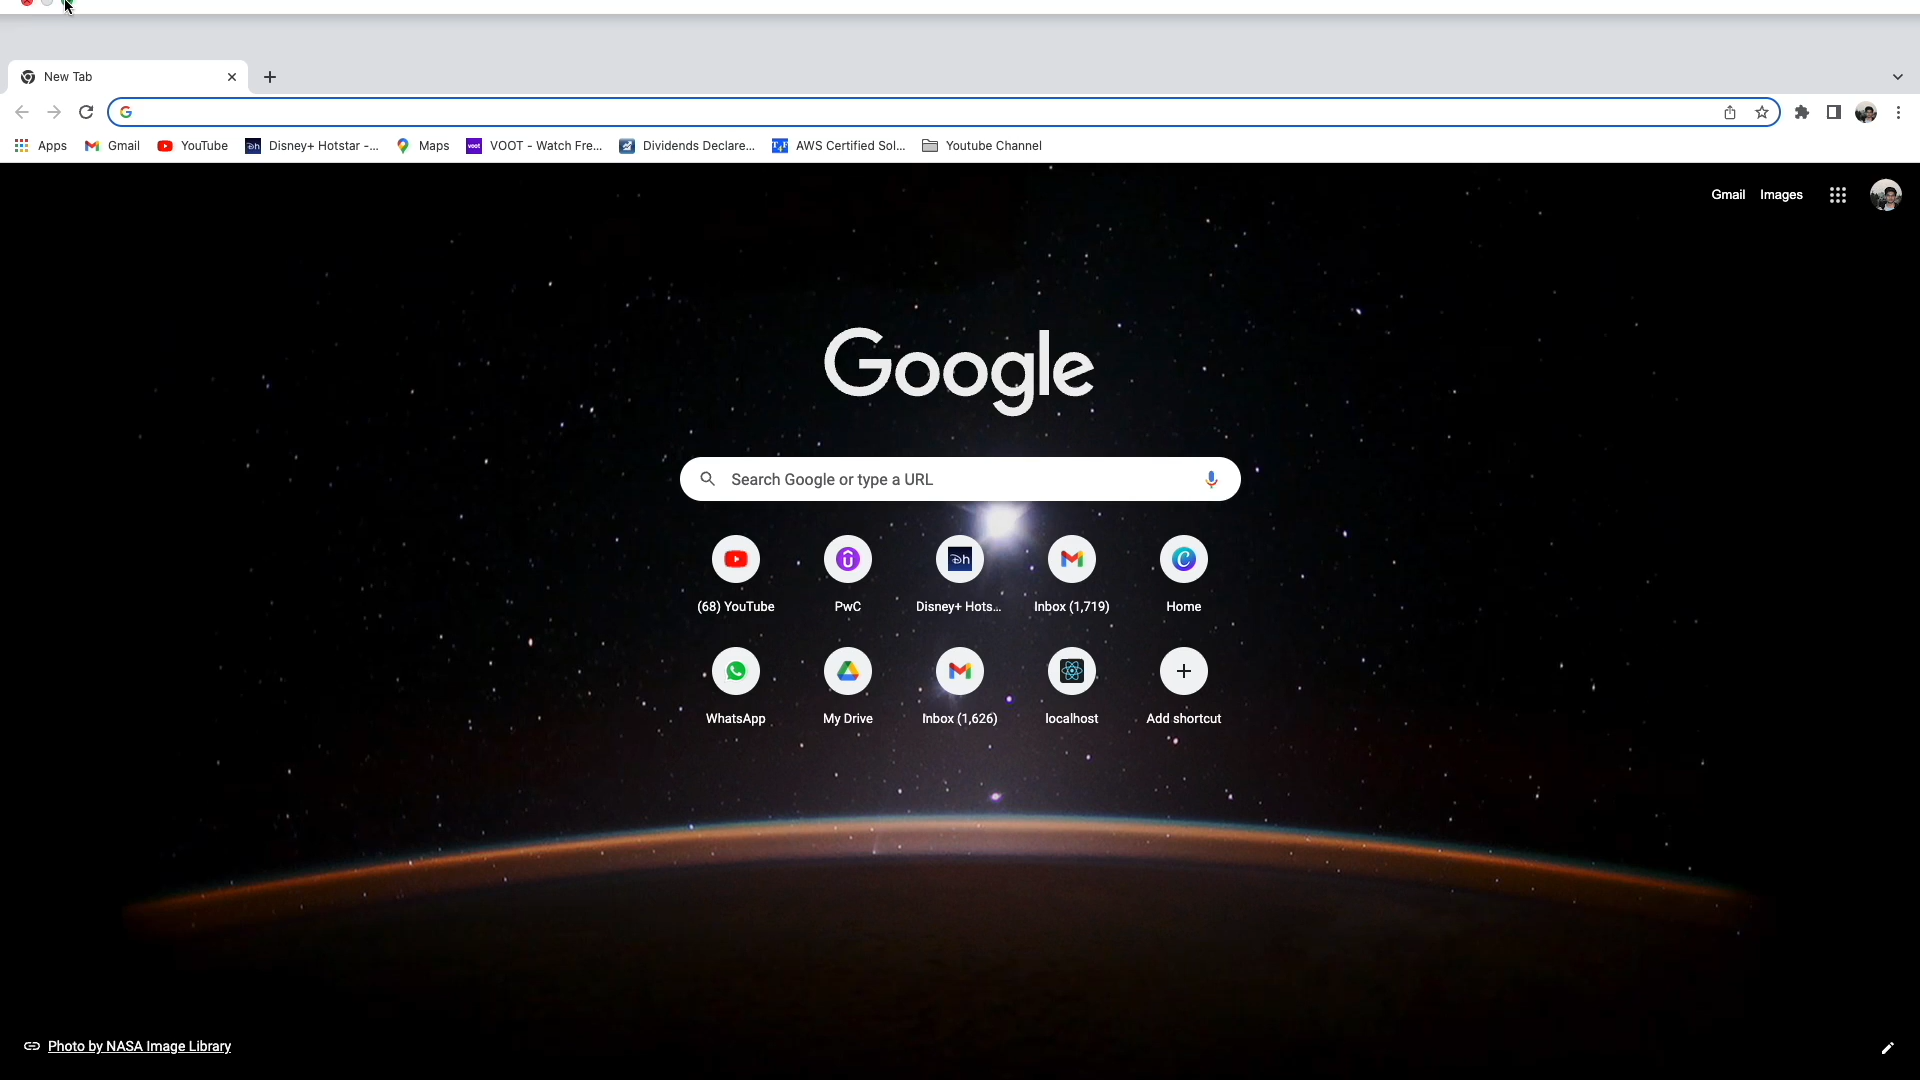 New Tab
Apps Gmail YouTube Disney+ Hotstar -... Maps VOOT - Watch Fre... Dividends Declare... AWS Certified Sol... Youtube Channel
Gmail Images
Google
Search Google or type a URL
(68) YouTube PwC Disney+ Hots... Inbox (1,719) Home
WhatsApp My Drive Inbox (1,626) localhost Add shortcut
Photo by NASA Image Library